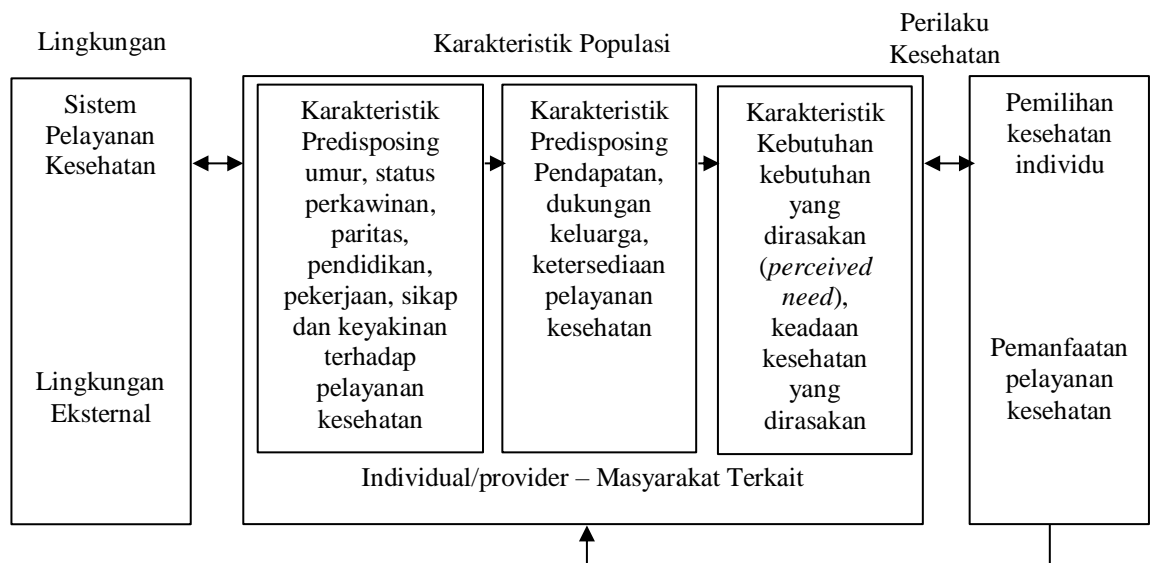 Lingkungan
Karakteristik Populasi
Perilaku
Kesehatan
Sistem
Pelayanan
Kesehatan
Lingkungan
Eksternal
Karakteristik
Predisposing
umur, status
perkawinan,
paritas,
pendidikan,
pekerjaan, sikap
dan keyakinan
terhadap
pelayanan
kesehatan
Karakteristik
Predisposing
Pendapatan,
dukungan
keluarga,
ketersediaan
pelayanan
kesehatan
Karakteristik
Kebutuhan
kebutuhan
yang
dirasakan
(perceived
need),
keadaan
kesehatan
yang
dirasakan
Individual/provider – Masyarakat Terkait
Pemilihan
kesehatan
individu
Pemanfaatan
pelayanan
kesehatan